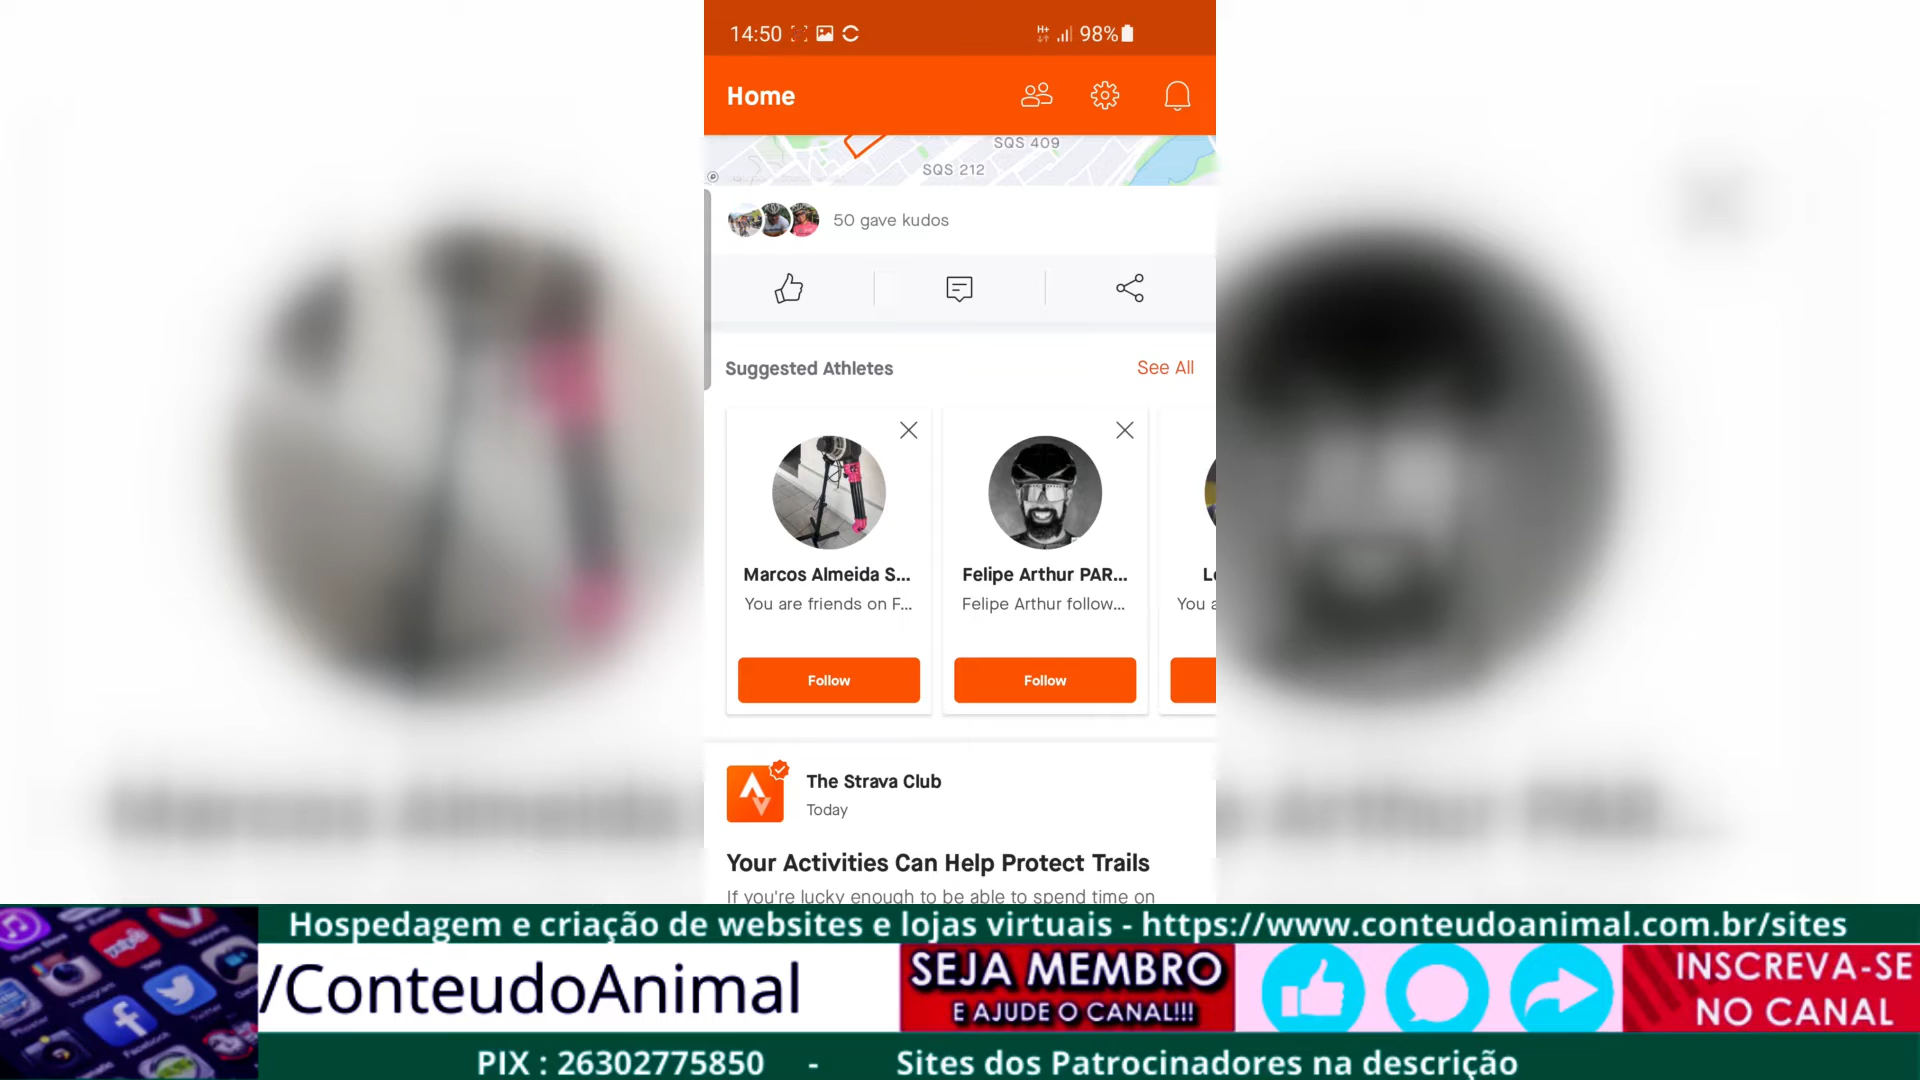 14:50
98%
Home
SQS 409
SQS 212
50 gave kudos
Suggested Athletes
See All
Marcos Almeida S...
You are friends on F...
Follow
Felipe Arthur PAR...
Felipe Arthur follow...
Follow
You a
The Strava Club
Today
Your Activities Can Help Protect Trails
If you're lucky enough to be able to spend time on
Hospedagem e criação de websites e lojas virtuais - https://www.conteudoanimal.com.br/sites
/ConteudoAnimal
SEJA MEMBRO
E AJUDE O CANAL!!!
INSCREVA-SE
NO CANAL
PIX : 26302775850 - Sites dos Patrocinadores na descrição